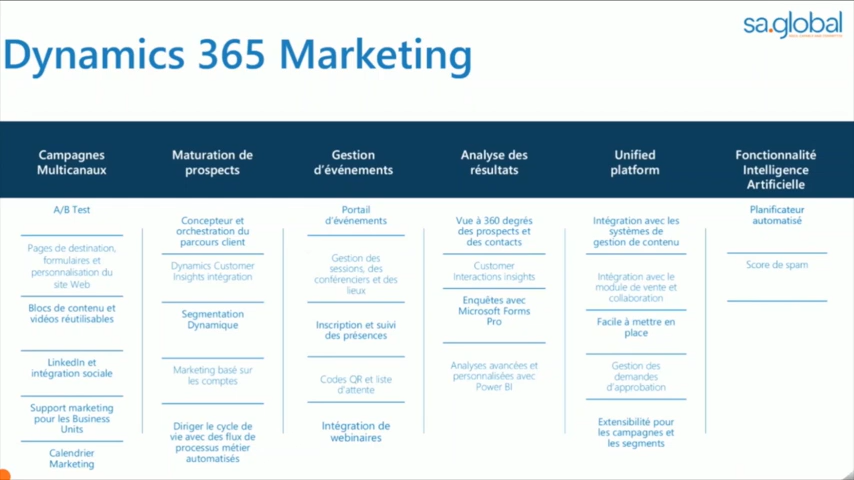 sa.global
Dynamics 365 Marketing
Campagnes
Multicanaux
A/B Test
Pages de destination,
formulaires et
personnalisation du
site Web
Blocs de contenu et
vidéos réutilisables
LinkedIn et
intégration sociale
Support marketing
pour les Business
Units
Calendrier
Marketing
Maturation de
prospects
Concepteur et
orchestration du
parcours client
Dynamics Customer
Insights intégration
Segmentation
Dynamique
Marketing basé sur
les comptes
Diriger le cycle de
vie avec des flux de
processus métier
automatisés
Gestion
d'événements
Portail
d'événements
Gestion des
sessions, des
conférenciers et des
lieux
Inscription et suivi
des présences
Codes QR et liste
d'attente
Intégration de
webinaires
Analyse des
résultats
Vue à 360 degrés
des prospects et
des contacts
Customer
Interactions insights
Enquêtes avec
Microsoft Forms
Pro
Analyses avancées et
personnalisées avec
Power BI
Unified
platform
Intégration avec les
systèmes de
gestion de contenu
Intégration avec le
module de vente et
collaboration
Facile à mettre en
place
Gestion des
demandes
d'approbation
Extensibilité pour
les campagnes et
les segments
Fonctionnalité
Intelligence
Artificielle
Planificateur
automatisé
Score de spam